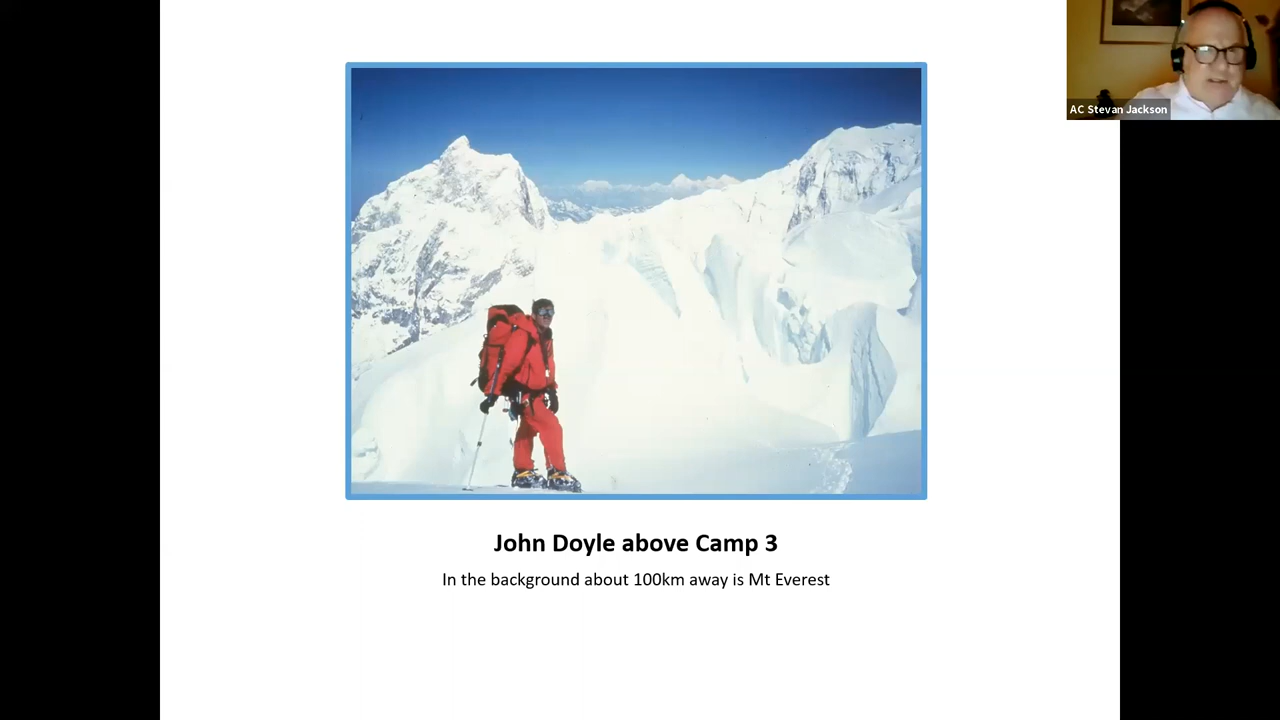 AC Stevan Jackson
John Doyle above Camp 3
In the background about 100km away is Mt Everest